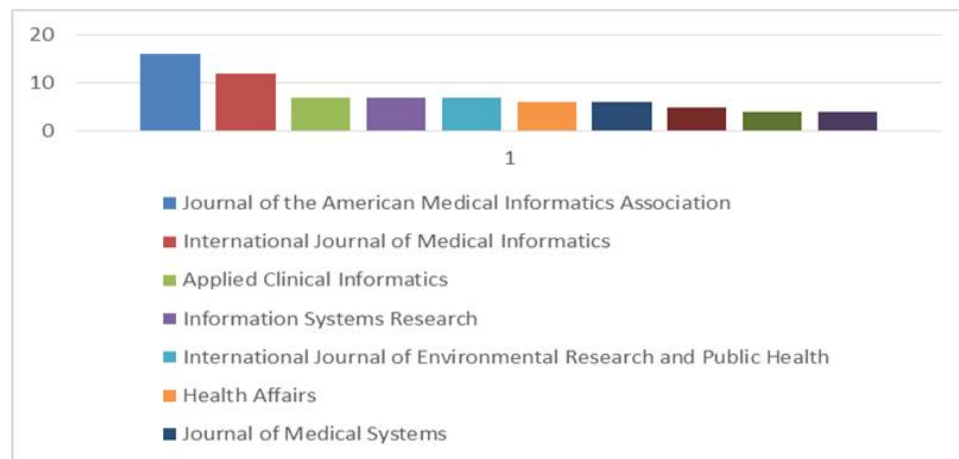 20
10
0
1
Journal of the American Medical Informatics Association
International Journal of Medical Informatics
Applied Clinical Informatics
Information Systems Research
International Journal of Environmental Research and Public Health
Health Affairs
Journal of Medical Systems